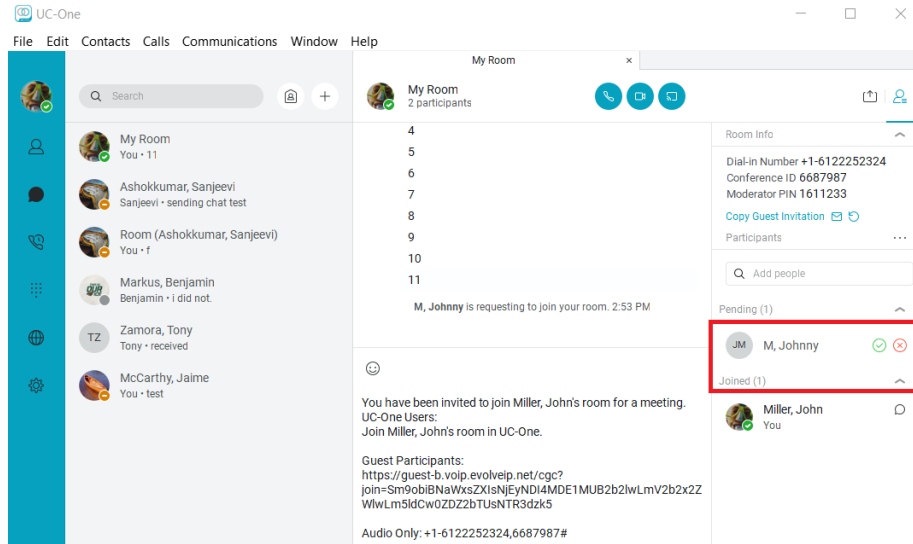 UC-One
File Edit Contacts Calls Communications Window Help
My Room ×
Search
My Room
You • 11
Ashokkumar, Sanjeevi
Sanjeevi • sending chat test
Room (Ashokkumar, Sanjeevi)
You • f
Markus, Benjamin
Benjamin • i did not.
TZ
Zamora, Tony
Tony • received
McCarthy, Jaime
You • test
My Room
2 participants
4
5
6
7
8
9
10
11
M, Johnny is requesting to join your room. 2:53 PM
You have been invited to join Miller, John's room for a meeting.
UC-One Users:
Join Miller, John's room in UC-One.
Guest Participants:
https://guest-b.voip.evolveip.net/cgc?
join=Sm9obiBNaWxsZXIsNjEyNDI4MDE1MUB2b2lwLmV2b2x2Z
WlwLm5ldCw0ZDZ2bTUsNTR3dzk5
Audio Only: +1-6122252324,6687987#
Room Info
Dial-in Number +1-6122252324
Conference ID 6687987
Moderator PIN 1611233
Copy Guest Invitation
Participants ...
Add people
Pending (1)
JM M, Johnny
Joined (1)
Miller, John
You